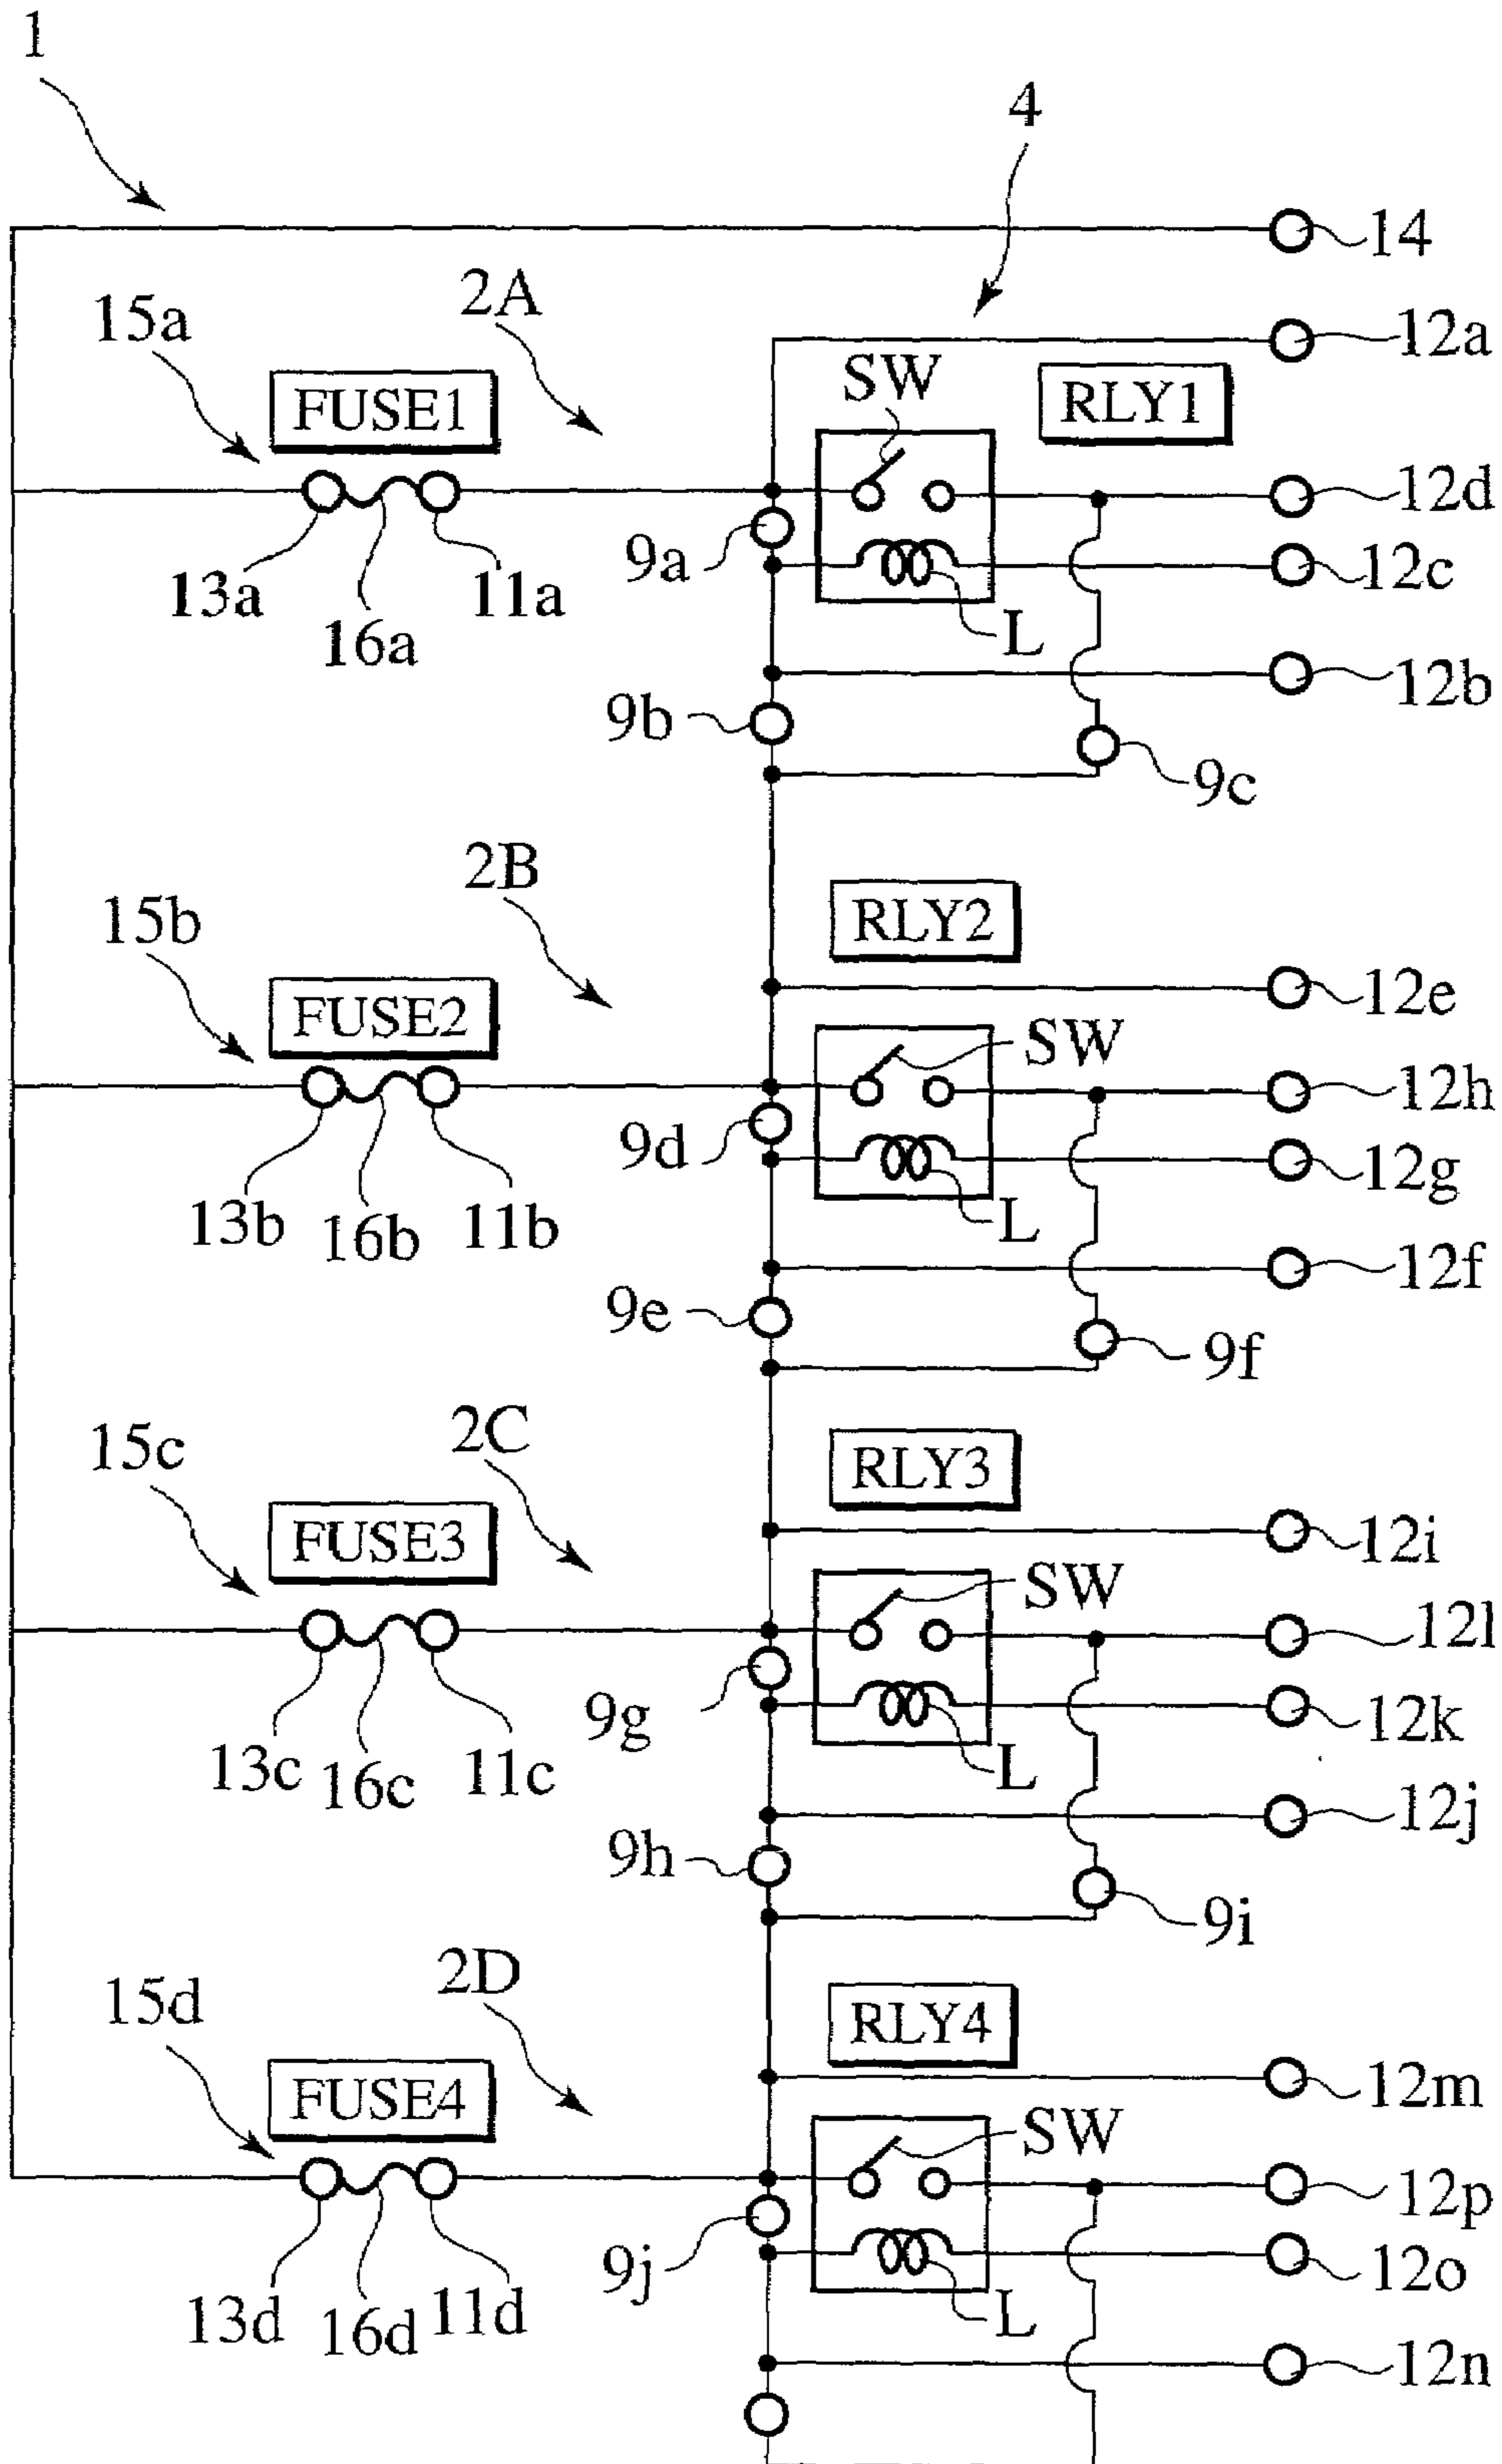 1
4
14
2A
15a
12a
SW
RLY1
FUSE1
12d
9a
12c
13a
11a
16a
L
12b
9b
9c
2B
15b
RLY2
12e
FUSE2
SW
12h
9d
12g
13b
16b
11b
L
12f
9e
9f
2C
15c
RLY3
12i
FUSE3
SW
12l
9g
12k
13c
16c
11c
L
12j
9h
9i
2D
15d
RLY4
12m
FUSE4
SW
12p
9j
12o
13d
16d
11d
L
12n